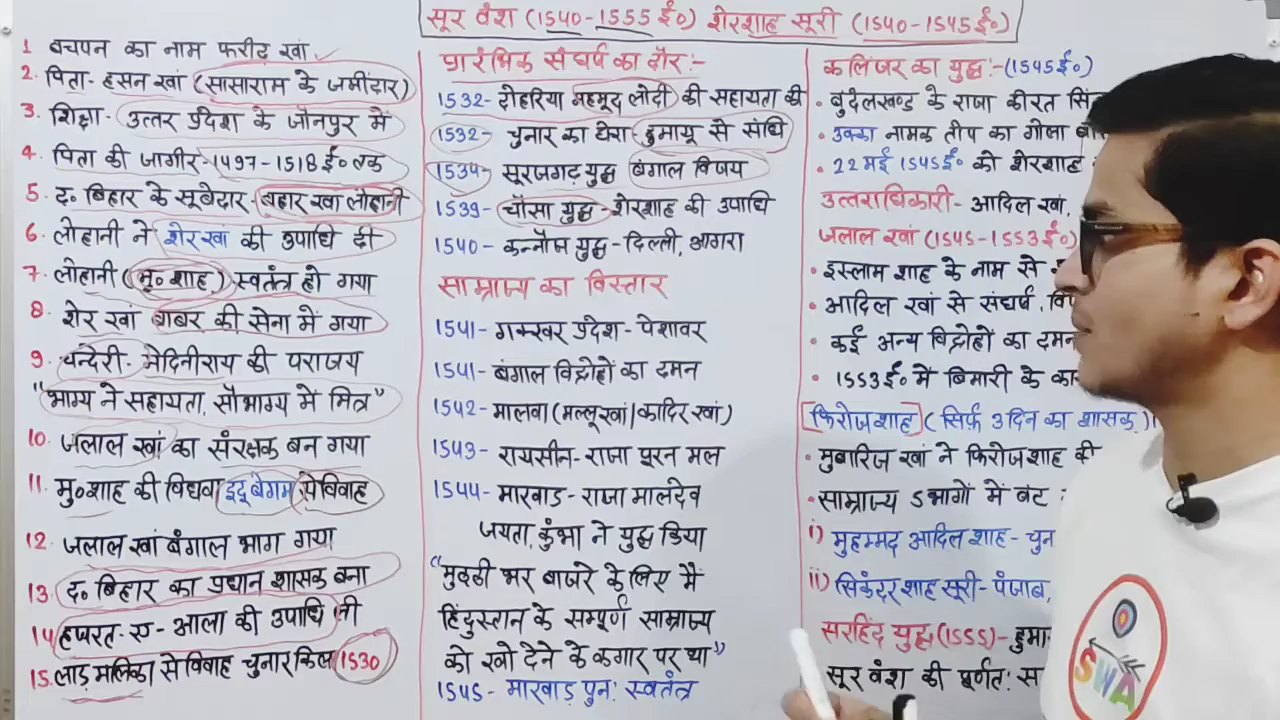 सूर वंश (1540-1555 ई०) शेरशाह सूरी (1540-1545 ई०)
1 बचपन का नाम फरीद खां
2. पिता- हसन खां (सासाराम के जमींदार)
3. शिक्षा- उत्तर प्रदेश के जौनपुर में
4. पिता की जागीर-1497-1518 ई० तक
5. द० बिहार के सूबेदार- बहार खां लोहानी
6. लोहानी ने शेर खां की उपाधि दी
7. लोहानी (मु० शाह) स्वतंत्र हो गया
8. शेर खां बाबर की सेना में गया
9. चन्देरी- मेदिनीराय की पराजय
"भाग्य ने सहायता, सौभाग्य में मित्र"
10. जलाल खां का संरक्षक बन गया
11. मु० शाह की विधवा दूदू बेगम से विवाह
12. जलाल खां बंगाल भाग गया
13. द० बिहार का प्रधान शासक बना
14 हजरत-ए-आला की उपाधि ली
15. लाड़ मालिका से विवाह चुनार किला 1530
प्रारंभिक संघर्ष का दौर:-
1532- दोहरिया महमूद लोदी की सहायता की
1532- चुनार का घेरा- हुमायू से संधि
1534- सूरजगढ़ युद्ध बंगाल विजय
1539- चौसा युद्ध- शेरशाह की उपाधि
1540- कन्नौज युद्ध- दिल्ली, आगरा
साम्राज्य का विस्तार
1541- गक्खर प्रदेश- पेशावर
1541- बंगाल विद्रोहों का दमन
1542- मालवा (मल्लू खां/कादिर खां)
1543- रायसीन- राजा पूरन मल
1544- मारवाड़- राजा मालदेव
जयता, कुंभा ने युद्ध किया
"मुट्ठी भर बाजरे के लिए मैं
हिंदुस्तान के सम्पूर्ण साम्राज्य
को खो देने के कगार पर था"
1545- मारवाड़ पुनः स्वतंत्र
कलिंजर का युद्ध:-(1545 ई०)
• बुंदेलखण्ड के राजा कीरत सिं
• उक्का नामक तोप का गोला
• 22 मई 1545 ई० को शेरशाह
उत्तराधिकारी- आदिल खां,
जलाल खां (1545-1553 ई०)
• इस्लाम शाह के नाम से
• आदिल खां से संघर्ष,
• कई अन्य विद्रोहों का दमन
• 1553 ई० में बिमारी के
फिरोजशाह (सिर्फ 3 दिन का शासक)
• मुबारिज खां ने फिरोजशाह की
• साम्राज्य 5 भागों में बंट
i) मुहम्मद आदिल शाह- चुन
ii) सिकंदर शाह सूरी- पंजाब,
सरहिंद युद्ध (1555)- हुमा
सूर वंश की पूर्णतः स
SWA